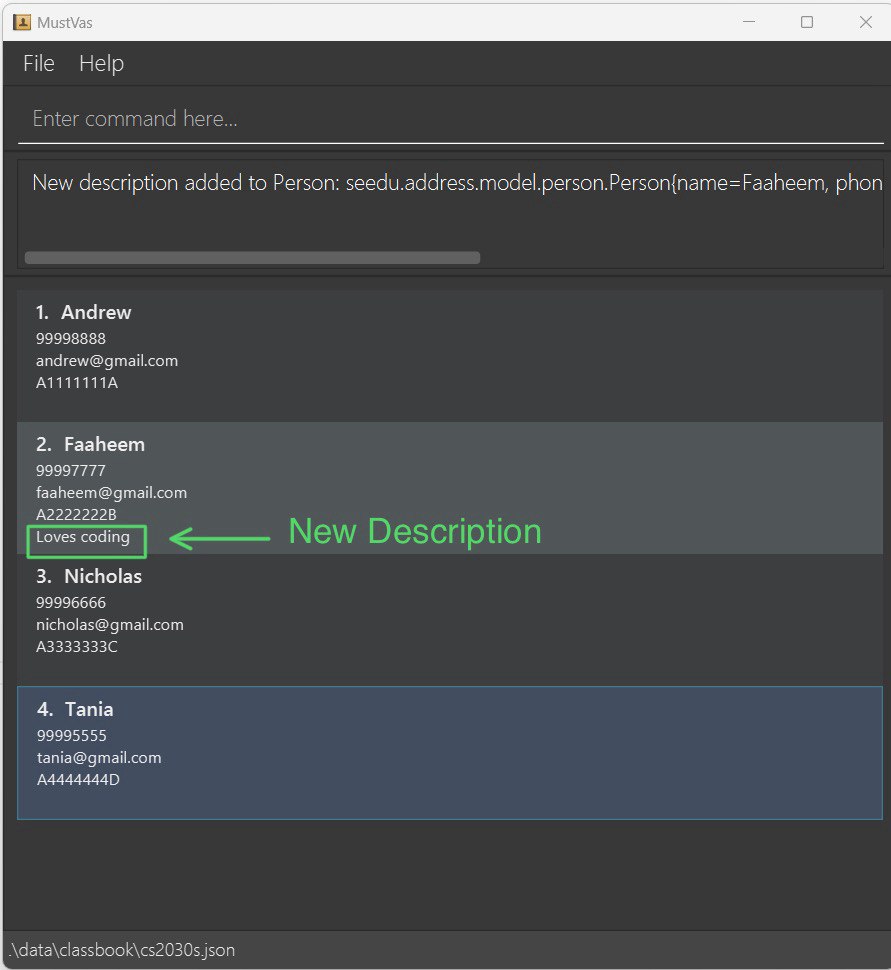 MustVas
File Help
Enter command here...
New description added to Person: seedu.address.model.person.Person{name=Faaheem, phon
1. Andrew
99998888
andrew@gmail.com
A1111111A
2. Faaheem
99997777
faaheem@gmail.com
A2222222B
Loves coding
New Description
3. Nicholas
99996666
nicholas@gmail.com
A3333333C
4. Tania
99995555
tania@gmail.com
A4444444D
.\data\classbook\cs2030s.json